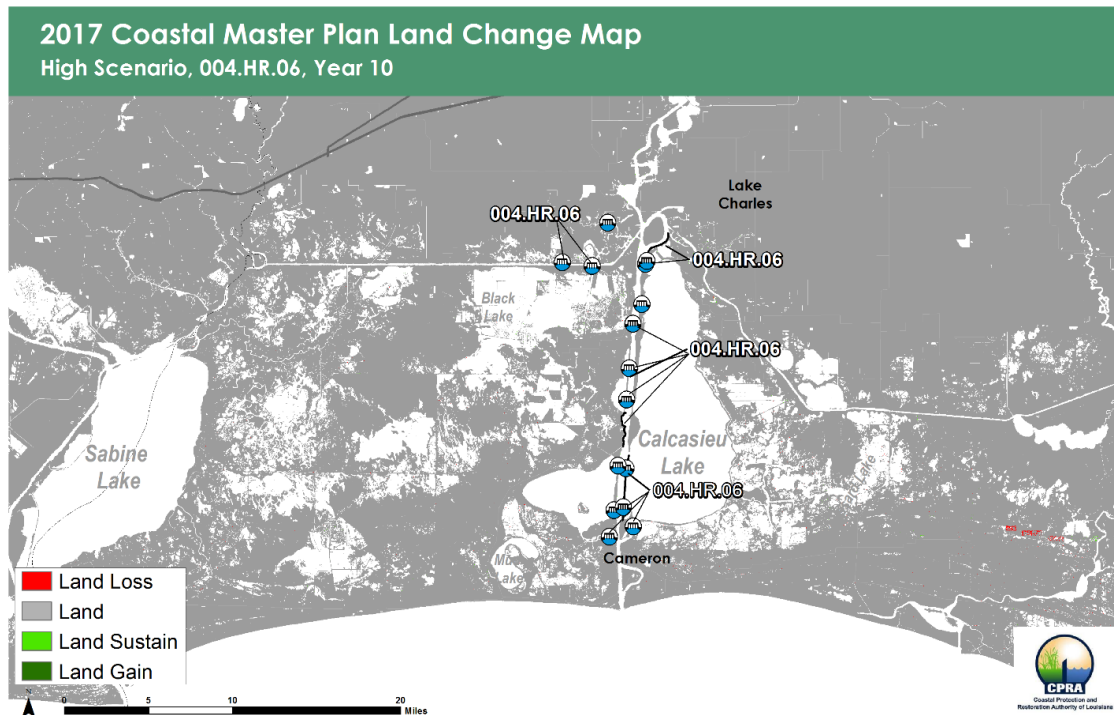 2017 Coastal Master Plan Land Change Map
High Scenario, 004.HR.06, Year 10
Lake
Charles
004.HR.06
004.HR.06
Black
Lake
004.HR.06
Calcasieu
Lake
Sabine
Lake
004.HR.06
Cameron
Lake
Lake
Land Loss
Land
Land Sustain
Land Gain
N
0 5 10 20
Miles
CPRA
Coastal Protection and
Restoration Authority of Louisiana